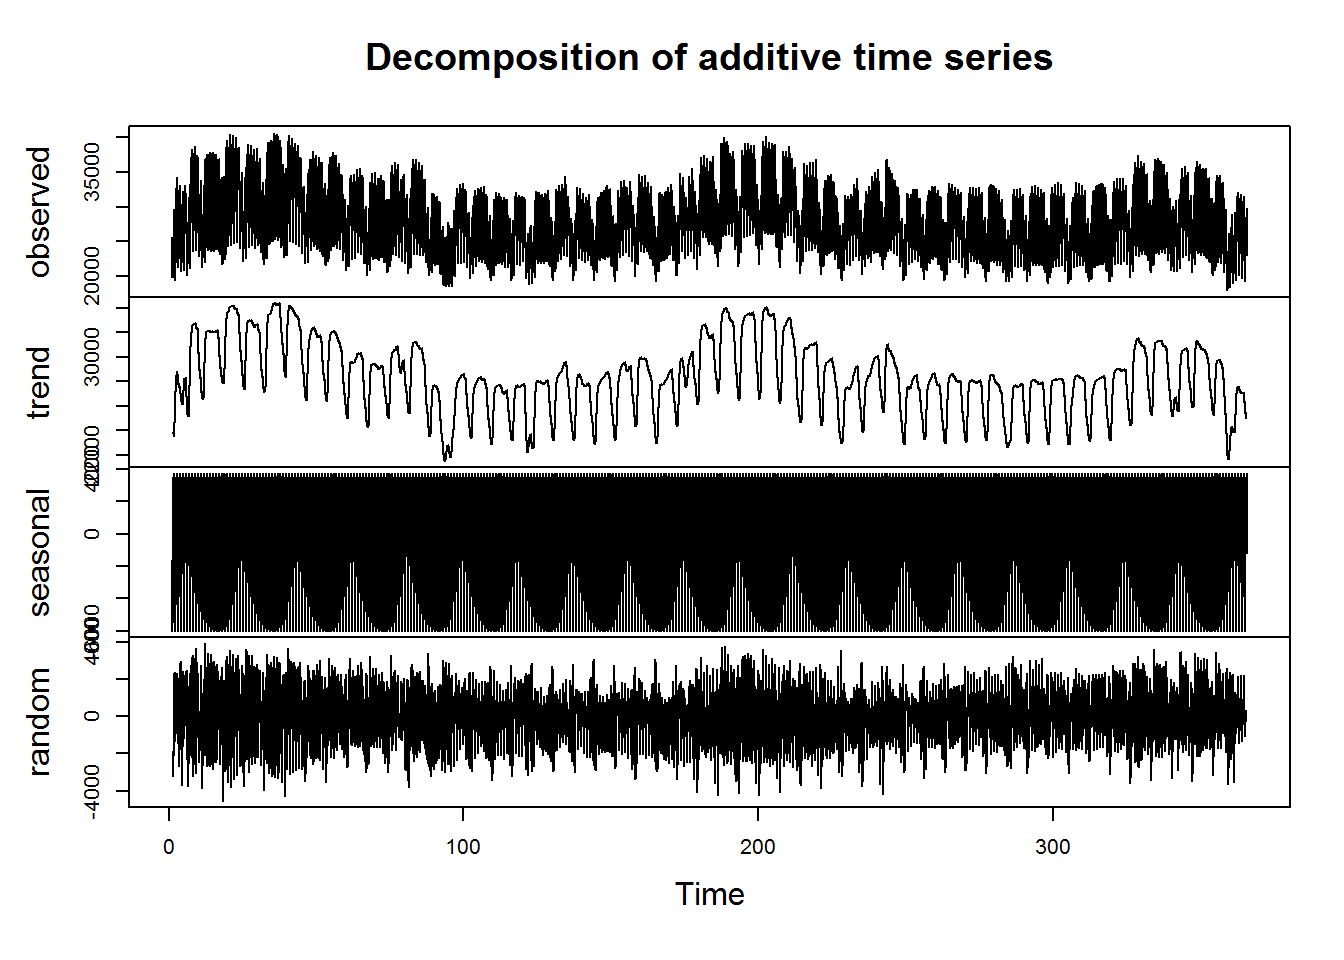 Decomposition of additive time series
observed
20000
35000
trend
30000
seasonal
0
random
-4000
0
0
100
200
300
Time